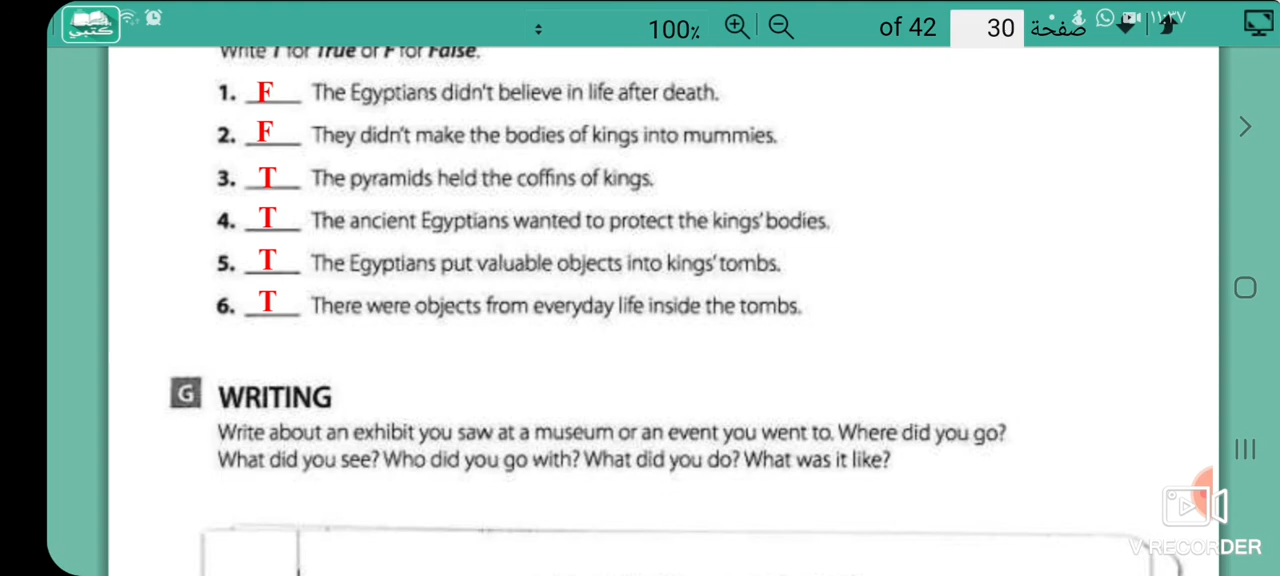 كتبي
100% of 42 30 صفحة ١١:٣٧
Write T for True or F for False.
1. F The Egyptians didn't believe in life after death.
2. F They didn't make the bodies of kings into mummies.
3. T The pyramids held the coffins of kings.
4. T The ancient Egyptians wanted to protect the kings' bodies.
5. T The Egyptians put valuable objects into kings' tombs.
6. T There were objects from everyday life inside the tombs.
G WRITING
Write about an exhibit you saw at a museum or an event you went to. Where did you go?
What did you see? Who did you go with? What did you do? What was it like?
V RECORDER